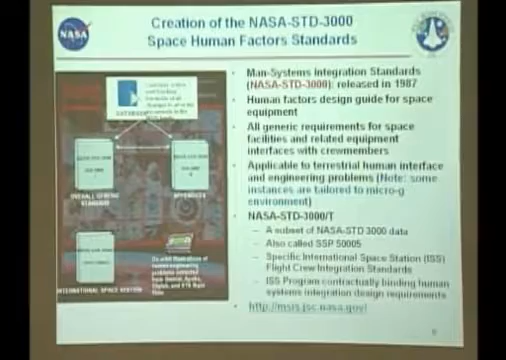 Creation of the NASA-STD-3000
Space Human Factors Standards
NASA
• Man-Systems Integration Standards
(NASA-STD-3000): released in 1987
• Human factors design guide for space
equipment
• All generic requirements for space
facilities and related equipment
interfaces with crewmembers
• Applicable to terrestrial human interface
and engineering problems (Note: some
instances are tailored to micro-g
environment)
• NASA-STD-3000/T
– A subset of NASA-STD 3000 data
– Also called SSP 50005
– Specific International Space Station (ISS)
Flight Crew Integration Standards
– ISS Program contractually binding human
systems integration design requirements
• http://msis.jsc.nasa.gov/
DATABASE
OVERALL GENERIC
STANDARD
APPENDICES
INTERNATIONAL SPACE STATION